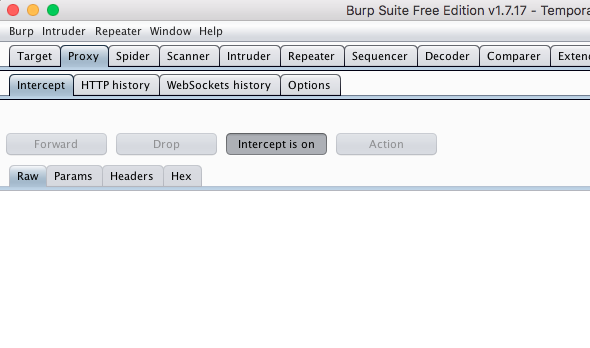 Burp Suite Free Edition v1.7.17 - Tempora
Burp Intruder Repeater Window Help
Target Proxy Spider Scanner Intruder Repeater Sequencer Decoder Comparer Exten
Intercept HTTP history WebSockets history Options
Forward Drop Intercept is on Action
Raw Params Headers Hex